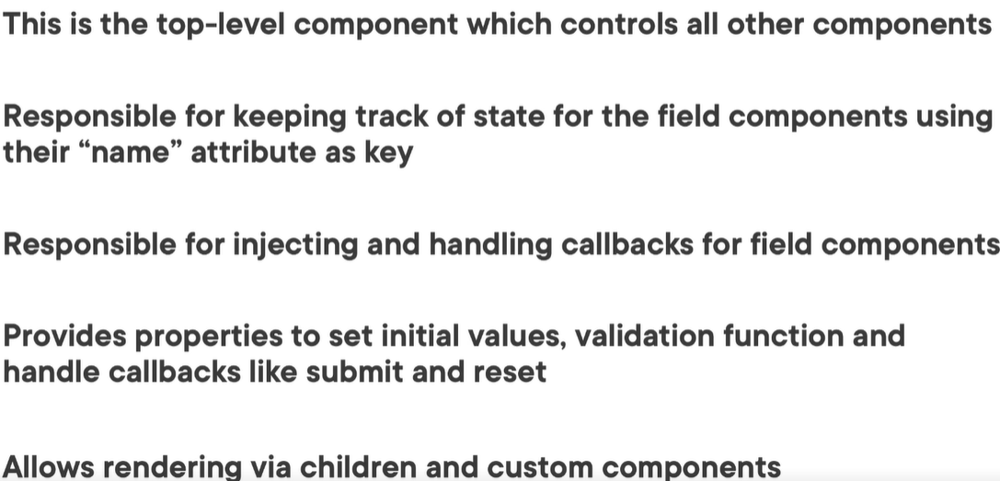 This is the top-level component which controls all other components
Responsible for keeping track of state for the field components using
their “name” attribute as key
Responsible for injecting and handling callbacks for field components
Provides properties to set initial values, validation function and
handle callbacks like submit and reset
Allows rendering via children and custom components